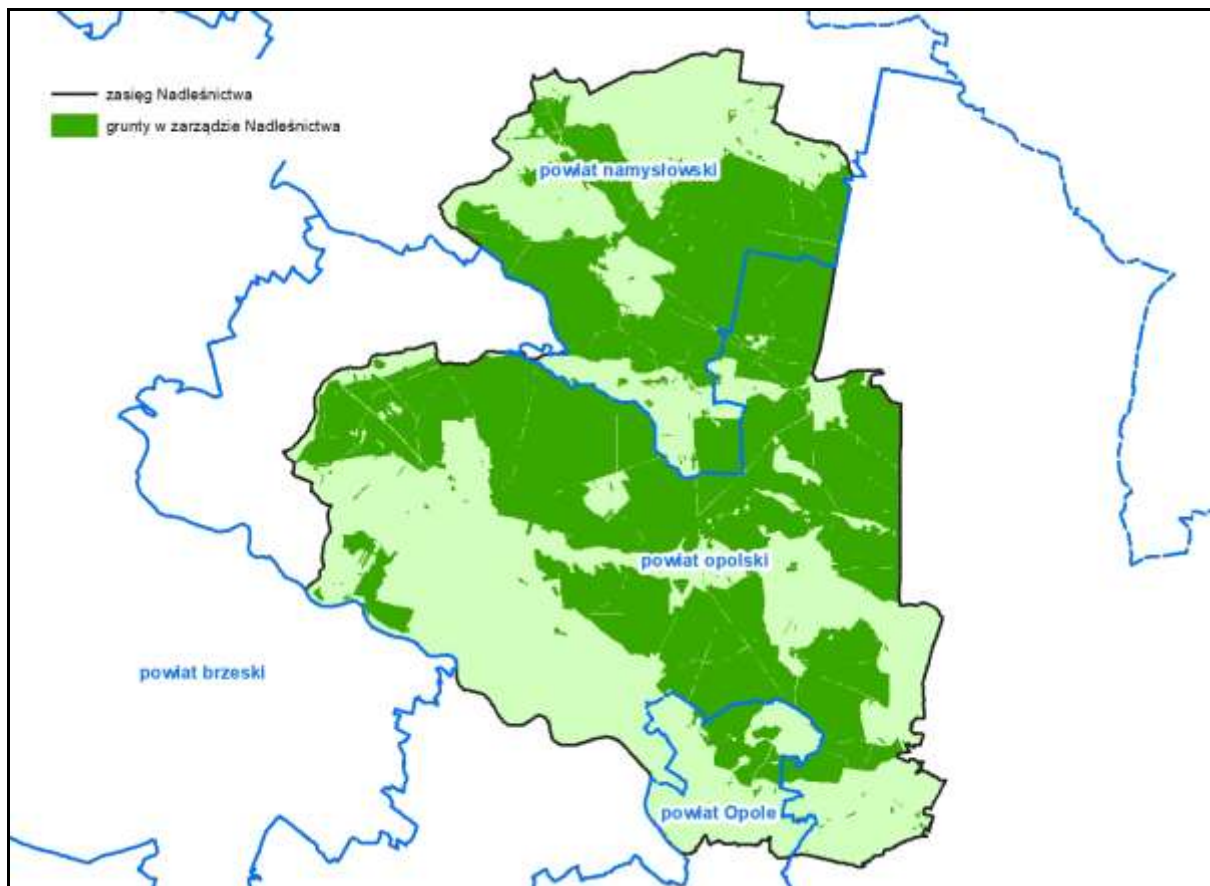 zasięg Nadleśnictwa
grunty w zarządzie Nadleśnictwa
powiat namysłowski
powiat opolski
powiat brzeski
powiat Opole